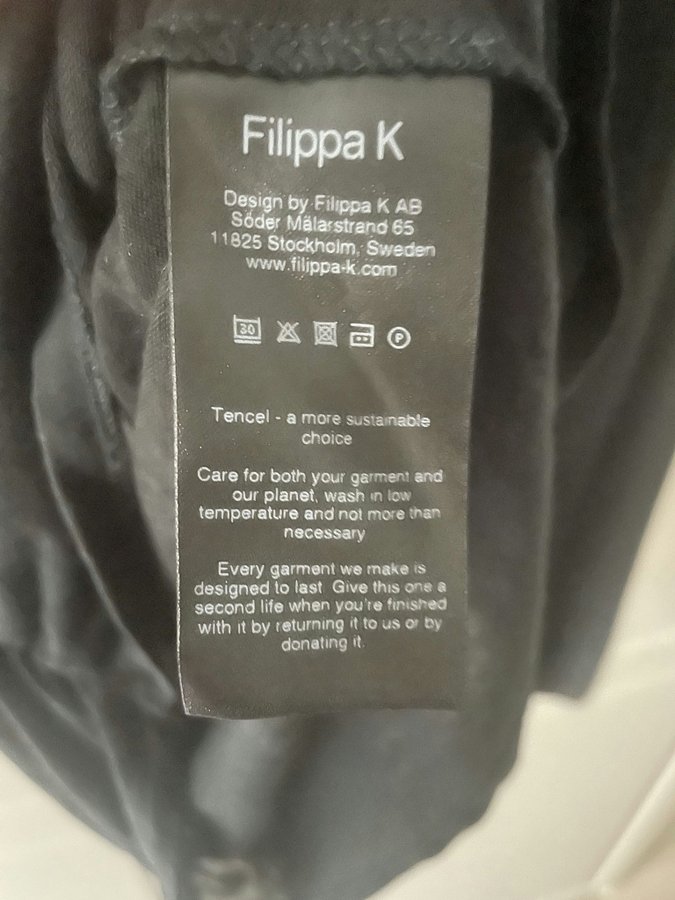 Filippa K
Design by Filippa K AB
Söder Mälarstrand 65
11825 Stockholm, Sweden
www.filippa-k.com
30 P
Tencel - a more sustainable
choice
Care for both your garment and
our planet, wash in low
temperature and not more than
necessary
Every garment we make is
designed to last. Give this one a
second life when you're finished
with it by returning it to us or by
donating it.